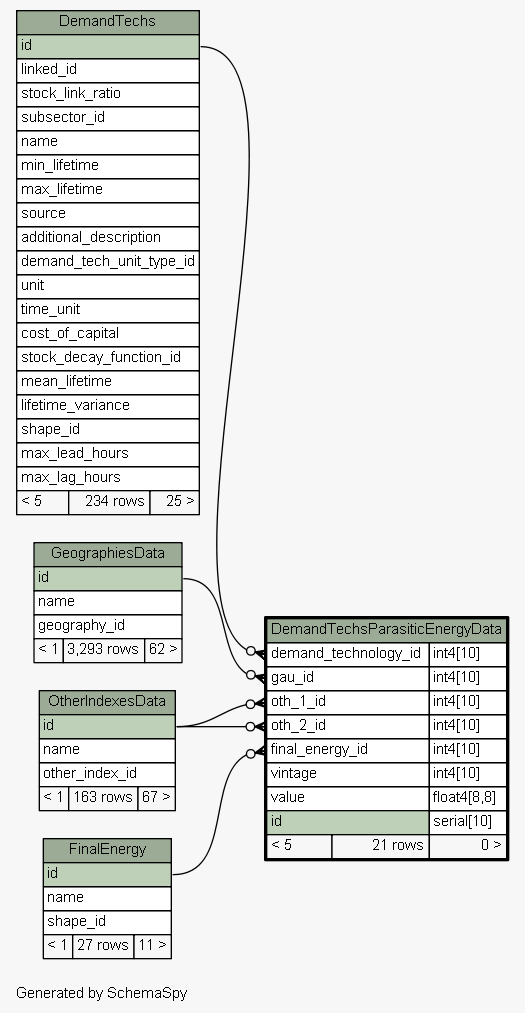 DemandTechs
id
linked_id
stock_link_ratio
subsector_id
name
min_lifetime
max_lifetime
source
additional_description
demand_tech_unit_type_id
unit
time_unit
cost_of_capital
stock_decay_function_id
mean_lifetime
lifetime_variance
shape_id
max_lead_hours
max_lag_hours
< 5 234 rows 25 >
GeographiesData
id
name
geography_id
< 1 3,293 rows 62 >
OtherIndexesData
id
name
other_index_id
< 1 163 rows 67 >
FinalEnergy
id
name
shape_id
< 1 27 rows 11 >
DemandTechsParasiticEnergyData
demand_technology_id int4[10]
gau_id int4[10]
oth_1_id int4[10]
oth_2_id int4[10]
final_energy_id int4[10]
vintage int4[10]
value float4[8,8]
id serial[10]
< 5 21 rows 0 >
Generated by SchemaSpy